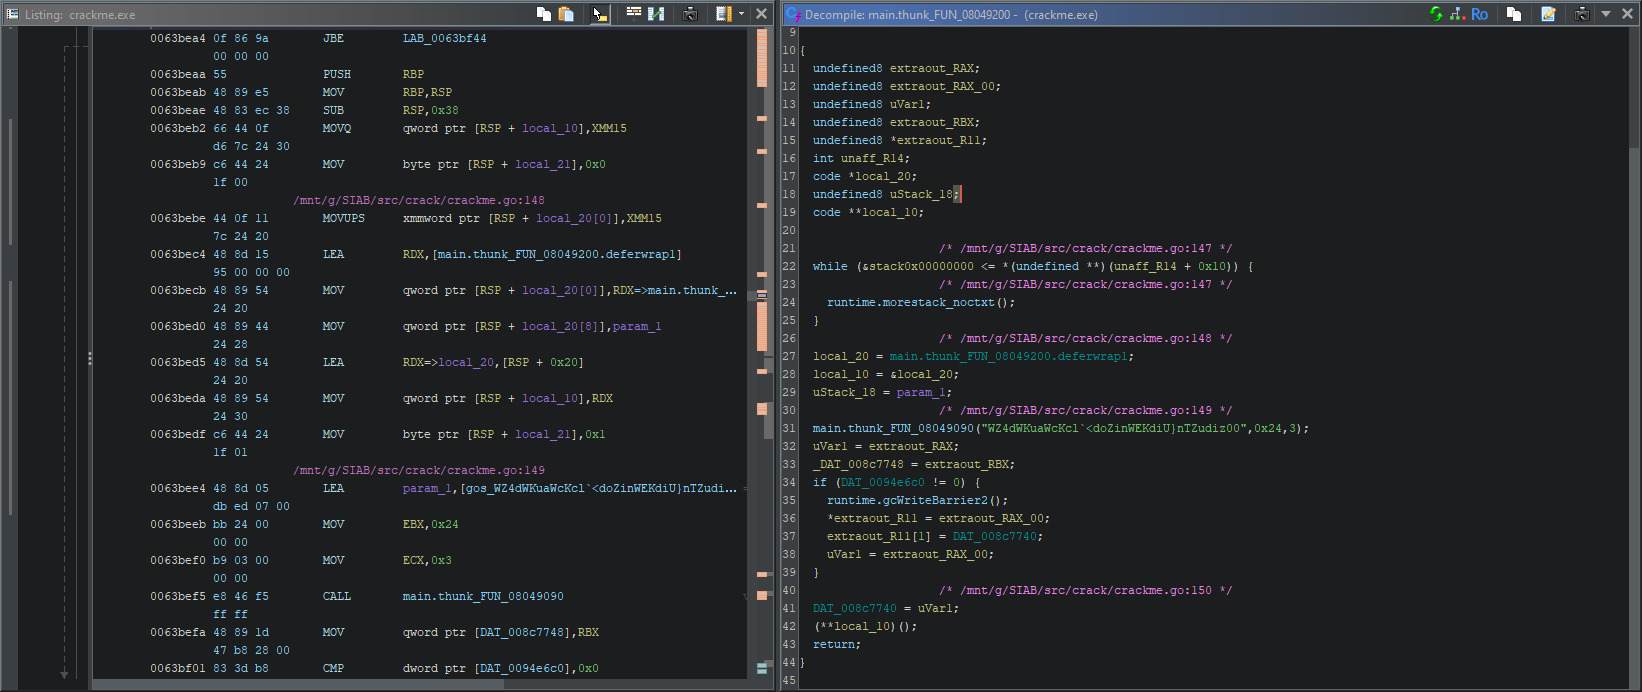 Listing: crackme.exe
0063bea4 0f 86 9a JBE LAB_0063bf44
00 00 00
0063beaa 55 PUSH RBP
0063beab 48 89 e5 MOV RBP,RSP
0063beae 48 83 ec 38 SUB RSP,0x38
0063beb2 66 44 0f MOVQ qword ptr [RSP + local_10],XMM15
d6 7c 24 30
0063beb9 c6 44 24 MOV byte ptr [RSP + local_21],0x0
1f 00
/mnt/g/SIAB/src/crack/crackme.go:148
0063bebe 44 0f 11 MOVUPS xmmword ptr [RSP + local_20[0]],XMM15
7c 24 20
0063bec4 48 8d 15 LEA RDX,[main.thunk_FUN_08049200.deferwrap1]
95 00 00 00
0063becb 48 89 54 MOV qword ptr [RSP + local_20[0]],RDX=>main.thunk_...
24 20
0063bed0 48 89 44 MOV qword ptr [RSP + local_20[8]],param_1
24 28
0063bed5 48 8d 54 LEA RDX=>local_20,[RSP + 0x20]
24 20
0063beda 48 89 54 MOV qword ptr [RSP + local_10],RDX
24 30
0063bedf c6 44 24 MOV byte ptr [RSP + local_21],0x1
1f 01
/mnt/g/SIAB/src/crack/crackme.go:149
0063bee4 48 8d 05 LEA param_1,[gos_WZ4dWKuaWcKcl`<doZinWEKdiU}nTZudi...
db ed 07 00
0063beeb bb 24 00 MOV EBX,0x24
00 00
0063bef0 b9 03 00 MOV ECX,0x3
00 00
0063bef5 e8 46 f5 CALL main.thunk_FUN_08049090
ff ff
0063befa 48 89 1d MOV qword ptr [DAT_008c7748],RBX
47 b8 28 00
0063bf01 83 3d b8 CMP dword ptr [DAT_0094e6c0],0x0
Decompile: main.thunk_FUN_08049200 - (crackme.exe)
Ro
9
10 {
11 undefined8 extraout_RAX;
12 undefined8 extraout_RAX_00;
13 undefined8 uVar1;
14 undefined8 extraout_RBX;
15 undefined8 *extraout_R11;
16 int unaff_R14;
17 code *local_20;
18 undefined8 uStack_18;
19 code **local_10;
20
21 /* /mnt/g/SIAB/src/crack/crackme.go:147 */
22 while (&stack0x00000000 <= *(undefined **)(unaff_R14 + 0x10)) {
23 /* /mnt/g/SIAB/src/crack/crackme.go:147 */
24 runtime.morestack_noctxt();
25 }
26 /* /mnt/g/SIAB/src/crack/crackme.go:148 */
27 local_20 = main.thunk_FUN_08049200.deferwrap1;
28 local_10 = &local_20;
29 uStack_18 = param_1;
30 /* /mnt/g/SIAB/src/crack/crackme.go:149 */
31 main.thunk_FUN_08049090("WZ4dWKuaWcKcl`<doZinWEKdiU}nTZudiz00",0x24,3);
32 uVar1 = extraout_RAX;
33 _DAT_008c7748 = extraout_RBX;
34 if (DAT_0094e6c0 != 0) {
35 runtime.gcWriteBarrier2();
36 *extraout_R11 = extraout_RAX_00;
37 extraout_R11[1] = DAT_008c7740;
38 uVar1 = extraout_RAX_00;
39 }
40 /* /mnt/g/SIAB/src/crack/crackme.go:150 */
41 DAT_008c7740 = uVar1;
42 (**local_10)();
43 return;
44 }
45